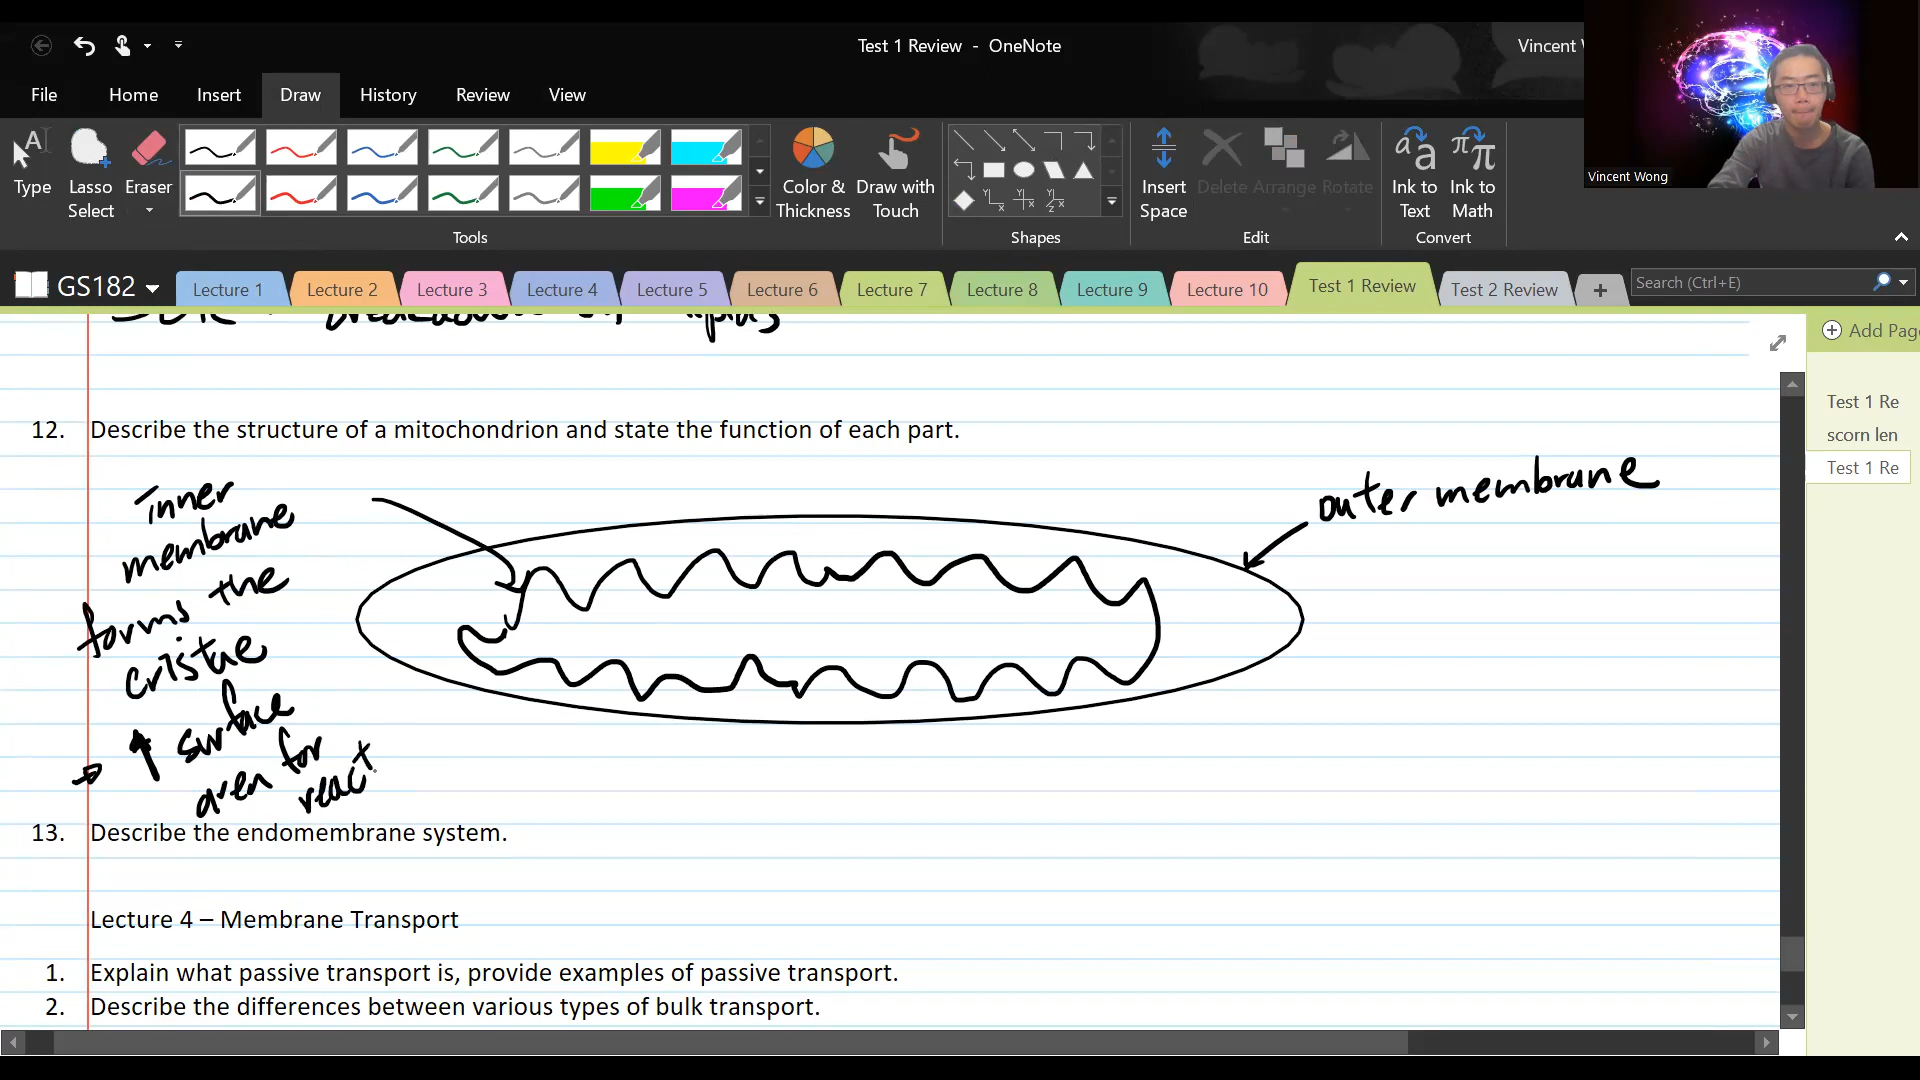 Test 1 Review - OneNote
Vincent W
File Home Insert Draw History Review View
Type
Lasso Select
Eraser
Color & Thickness
Draw with Touch
Insert Space
Delete Arrange Rotate
Ink to Text
Ink to Math
Tools
Shapes
Edit
Convert
Vincent Wong
GS182
Lecture 1 Lecture 2 Lecture 3 Lecture 4 Lecture 5 Lecture 6 Lecture 7 Lecture 8 Lecture 9 Lecture 10 Test 1 Review Test 2 Review
Search (Ctrl+E)
Add Pag
Test 1 Re
scorn len
Test 1 Re
12. Describe the structure of a mitochondrion and state the function of each part.
outer membrane
Inner
membrane
forms the
cristae
→ ↑ surface
area for
react
13. Describe the endomembrane system.
Lecture 4 – Membrane Transport
1. Explain what passive transport is, provide examples of passive transport.
2. Describe the differences between various types of bulk transport.